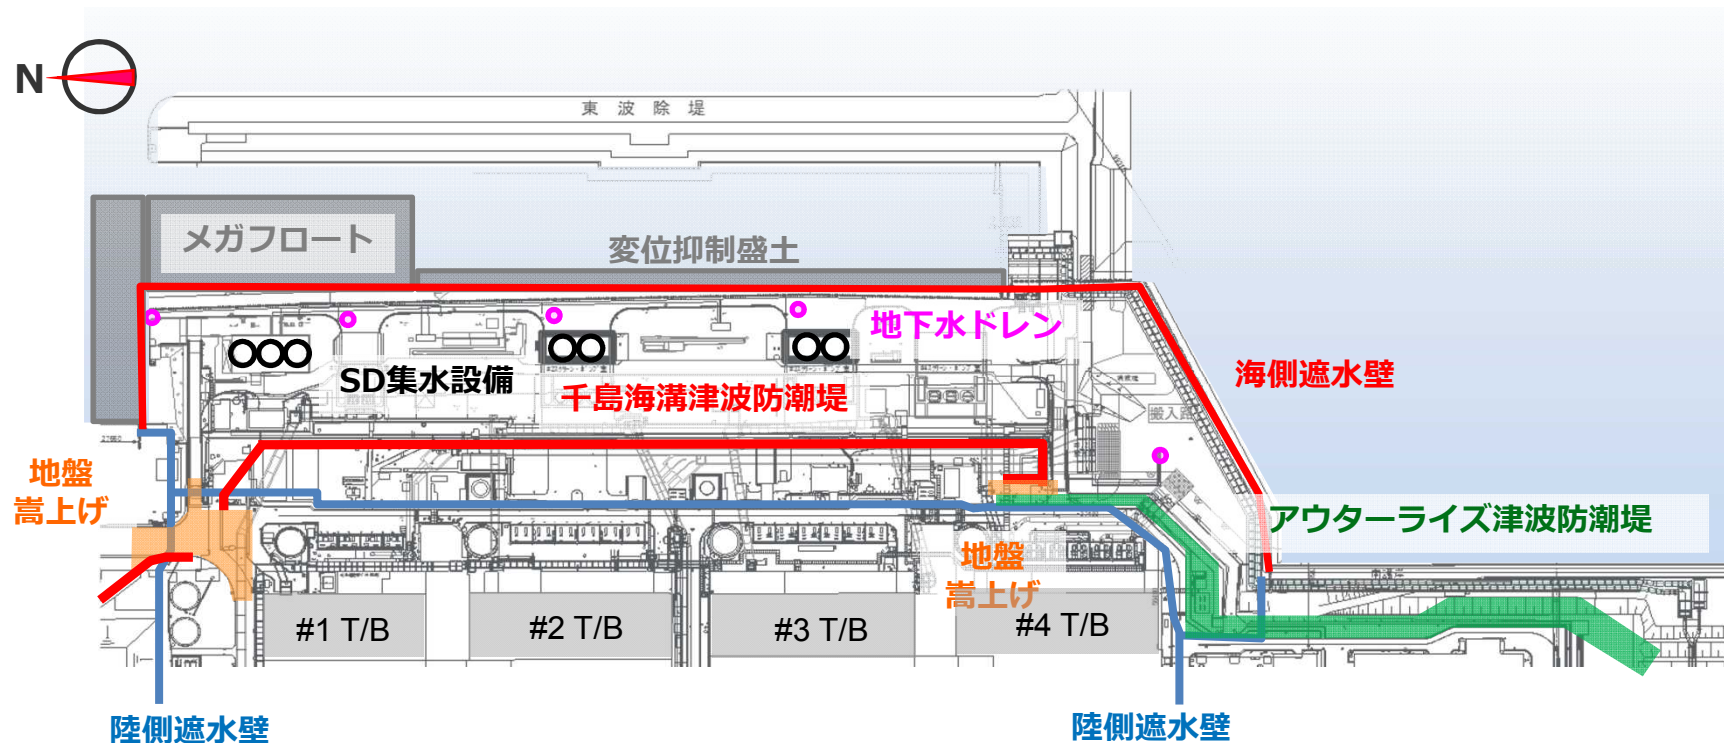 N
東波除堤
メガフロート
変位抑制盛土
地下水ドレン
SD集水設備
千島海溝津波防潮堤
海側遮水壁
搬入路
地盤
嵩上げ
アウターライズ津波防潮堤
地盤
嵩上げ
#1 T/B
#2 T/B
#3 T/B
#4 T/B
陸側遮水壁
陸側遮水壁